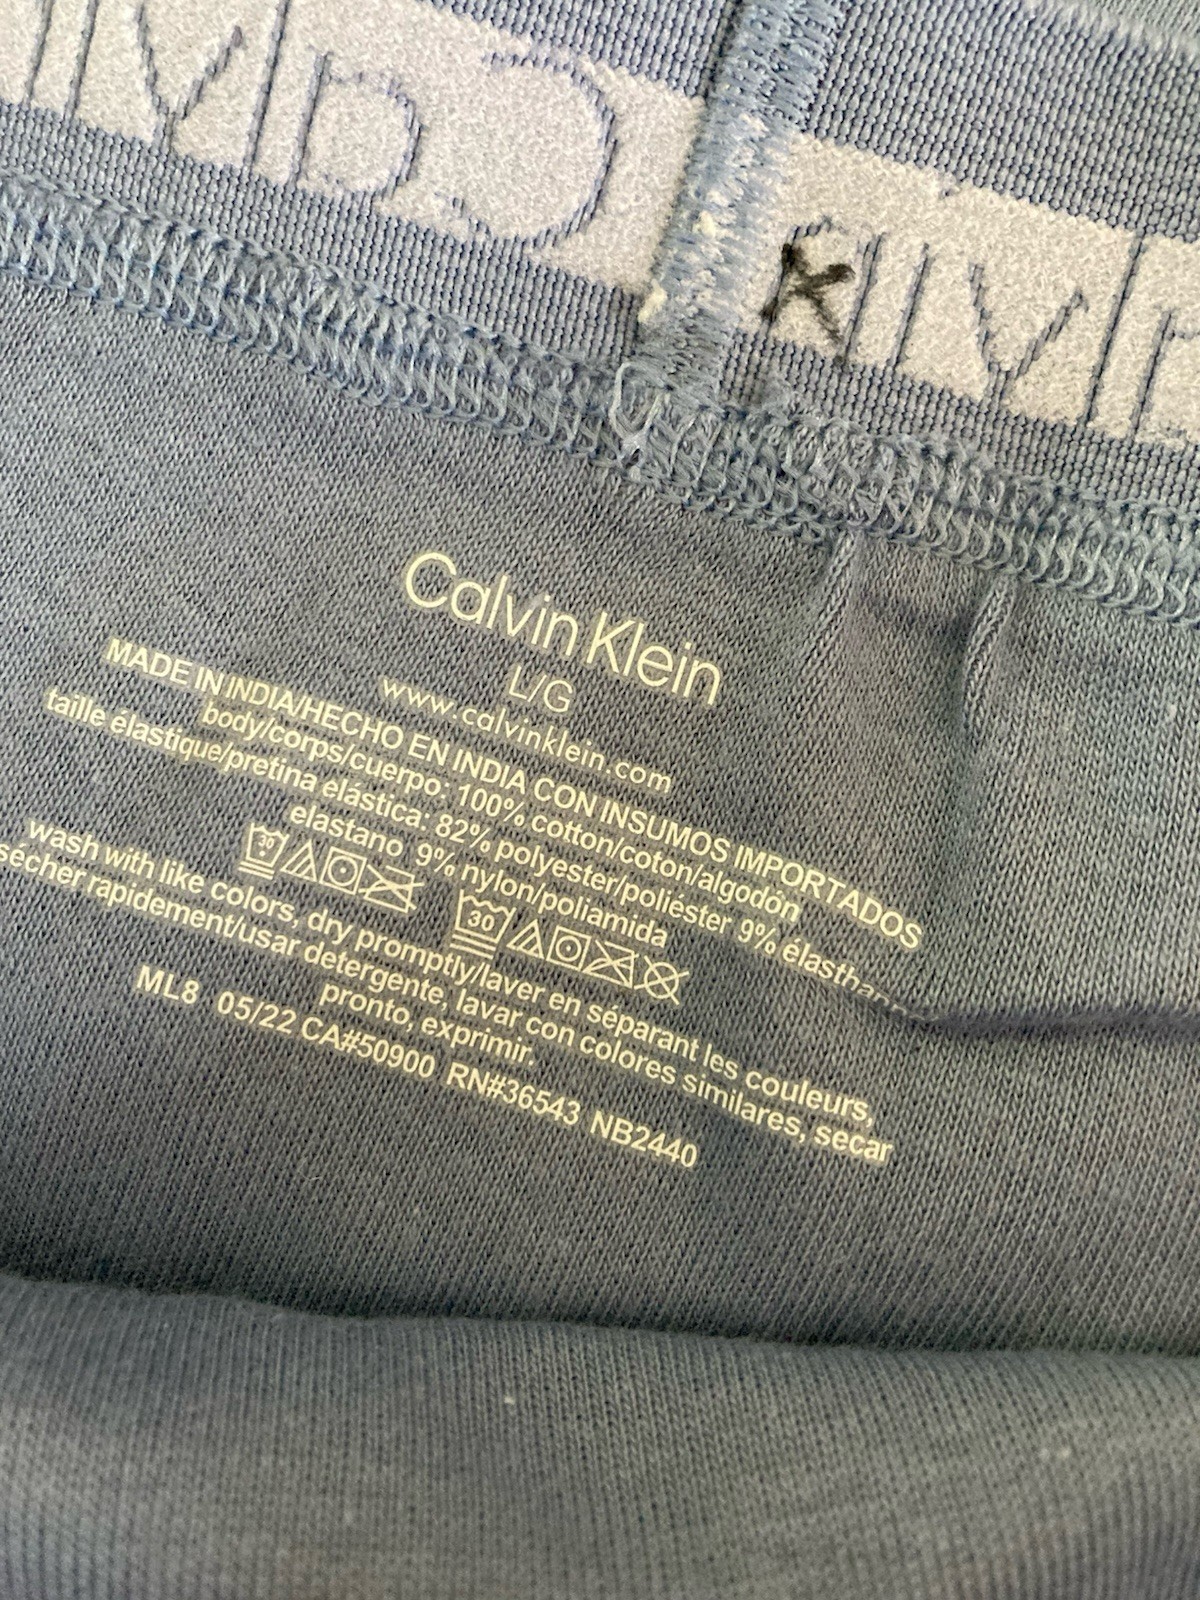 K
Calvin Klein
L/G
www.calvinklein.com
MADE IN INDIA/HECHO EN INDIA CON INSUMOS IMPORTADOS
body/corps/cuerpo: 100% cotton/coton/algodón
taille élastique/pretina elástica: 82% polyester/poliéster 9% élasthanne
elastano 9% nylon/poliamida
30 30
wash with like colors, dry promptly/laver en séparant les couleurs,
sécher rapidement/usar detergente, lavar con colores similares, secar
pronto, exprimir.
ML8 05/22 CA#50900 RN#36543 NB2440